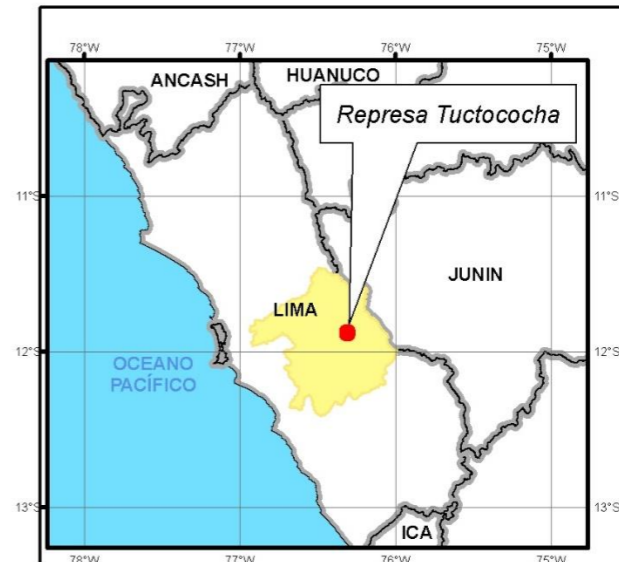 78°W 77°W 76°W 75°W
ANCASH HUANUCO
Represa Tuctococha
11°S 11°S
JUNIN
LIMA
12°S 12°S
OCEANO
PACÍFICO
13°S 13°S
ICA
78°W 77°W 76°W 75°W